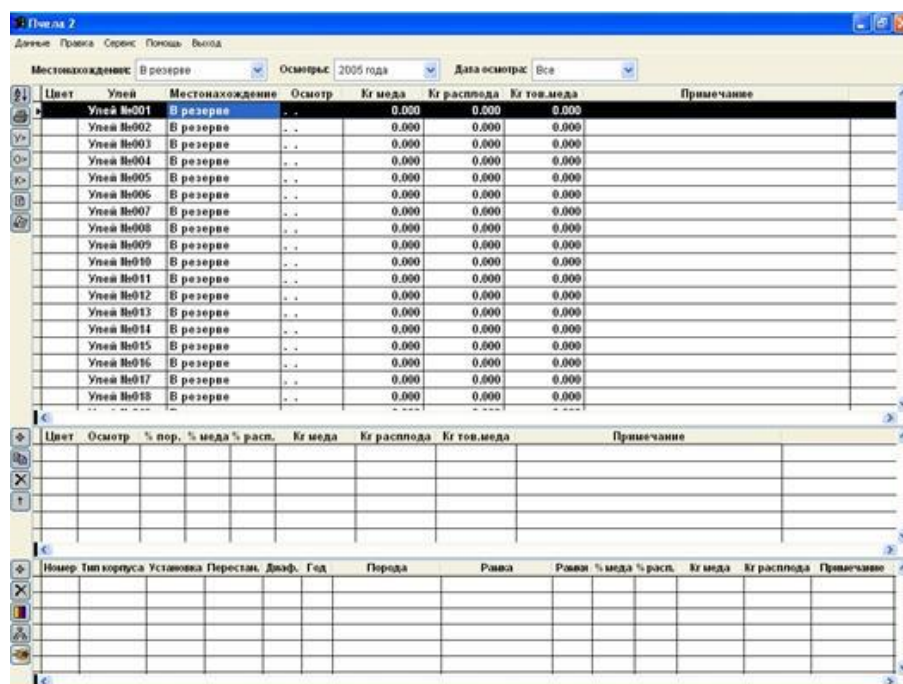 Пчела 2
Данные Правка Сервис Помощь Выход
Местонахождение: В резерве Осмотры: 2005 года Дата осмотра: Все
Цвет Улей Местонахождение Осмотр Кг меда Кг расплода Кг тов.меда Примечание
Улей №001 В резерве . . 0.000 0.000 0.000
Улей №002 В резерве . . 0.000 0.000 0.000
Улей №003 В резерве . . 0.000 0.000 0.000
Улей №004 В резерве . . 0.000 0.000 0.000
Улей №005 В резерве . . 0.000 0.000 0.000
Улей №006 В резерве . . 0.000 0.000 0.000
Улей №007 В резерве . . 0.000 0.000 0.000
Улей №008 В резерве . . 0.000 0.000 0.000
Улей №009 В резерве . . 0.000 0.000 0.000
Улей №010 В резерве . . 0.000 0.000 0.000
Улей №011 В резерве . . 0.000 0.000 0.000
Улей №012 В резерве . . 0.000 0.000 0.000
Улей №013 В резерве . . 0.000 0.000 0.000
Улей №014 В резерве . . 0.000 0.000 0.000
Улей №015 В резерве . . 0.000 0.000 0.000
Улей №016 В резерве . . 0.000 0.000 0.000
Улей №017 В резерве . . 0.000 0.000 0.000
Улей №018 В резерве . . 0.000 0.000 0.000
Цвет Осмотр % пор. % меда % расп. Кг меда Кг расплода Кг тов.меда Примечание
Номер Тип корпуса Установка Перестан. Диаф. Год Порода Рамка Рамки % меда % расп. Кг меда Кг расплода Примечание